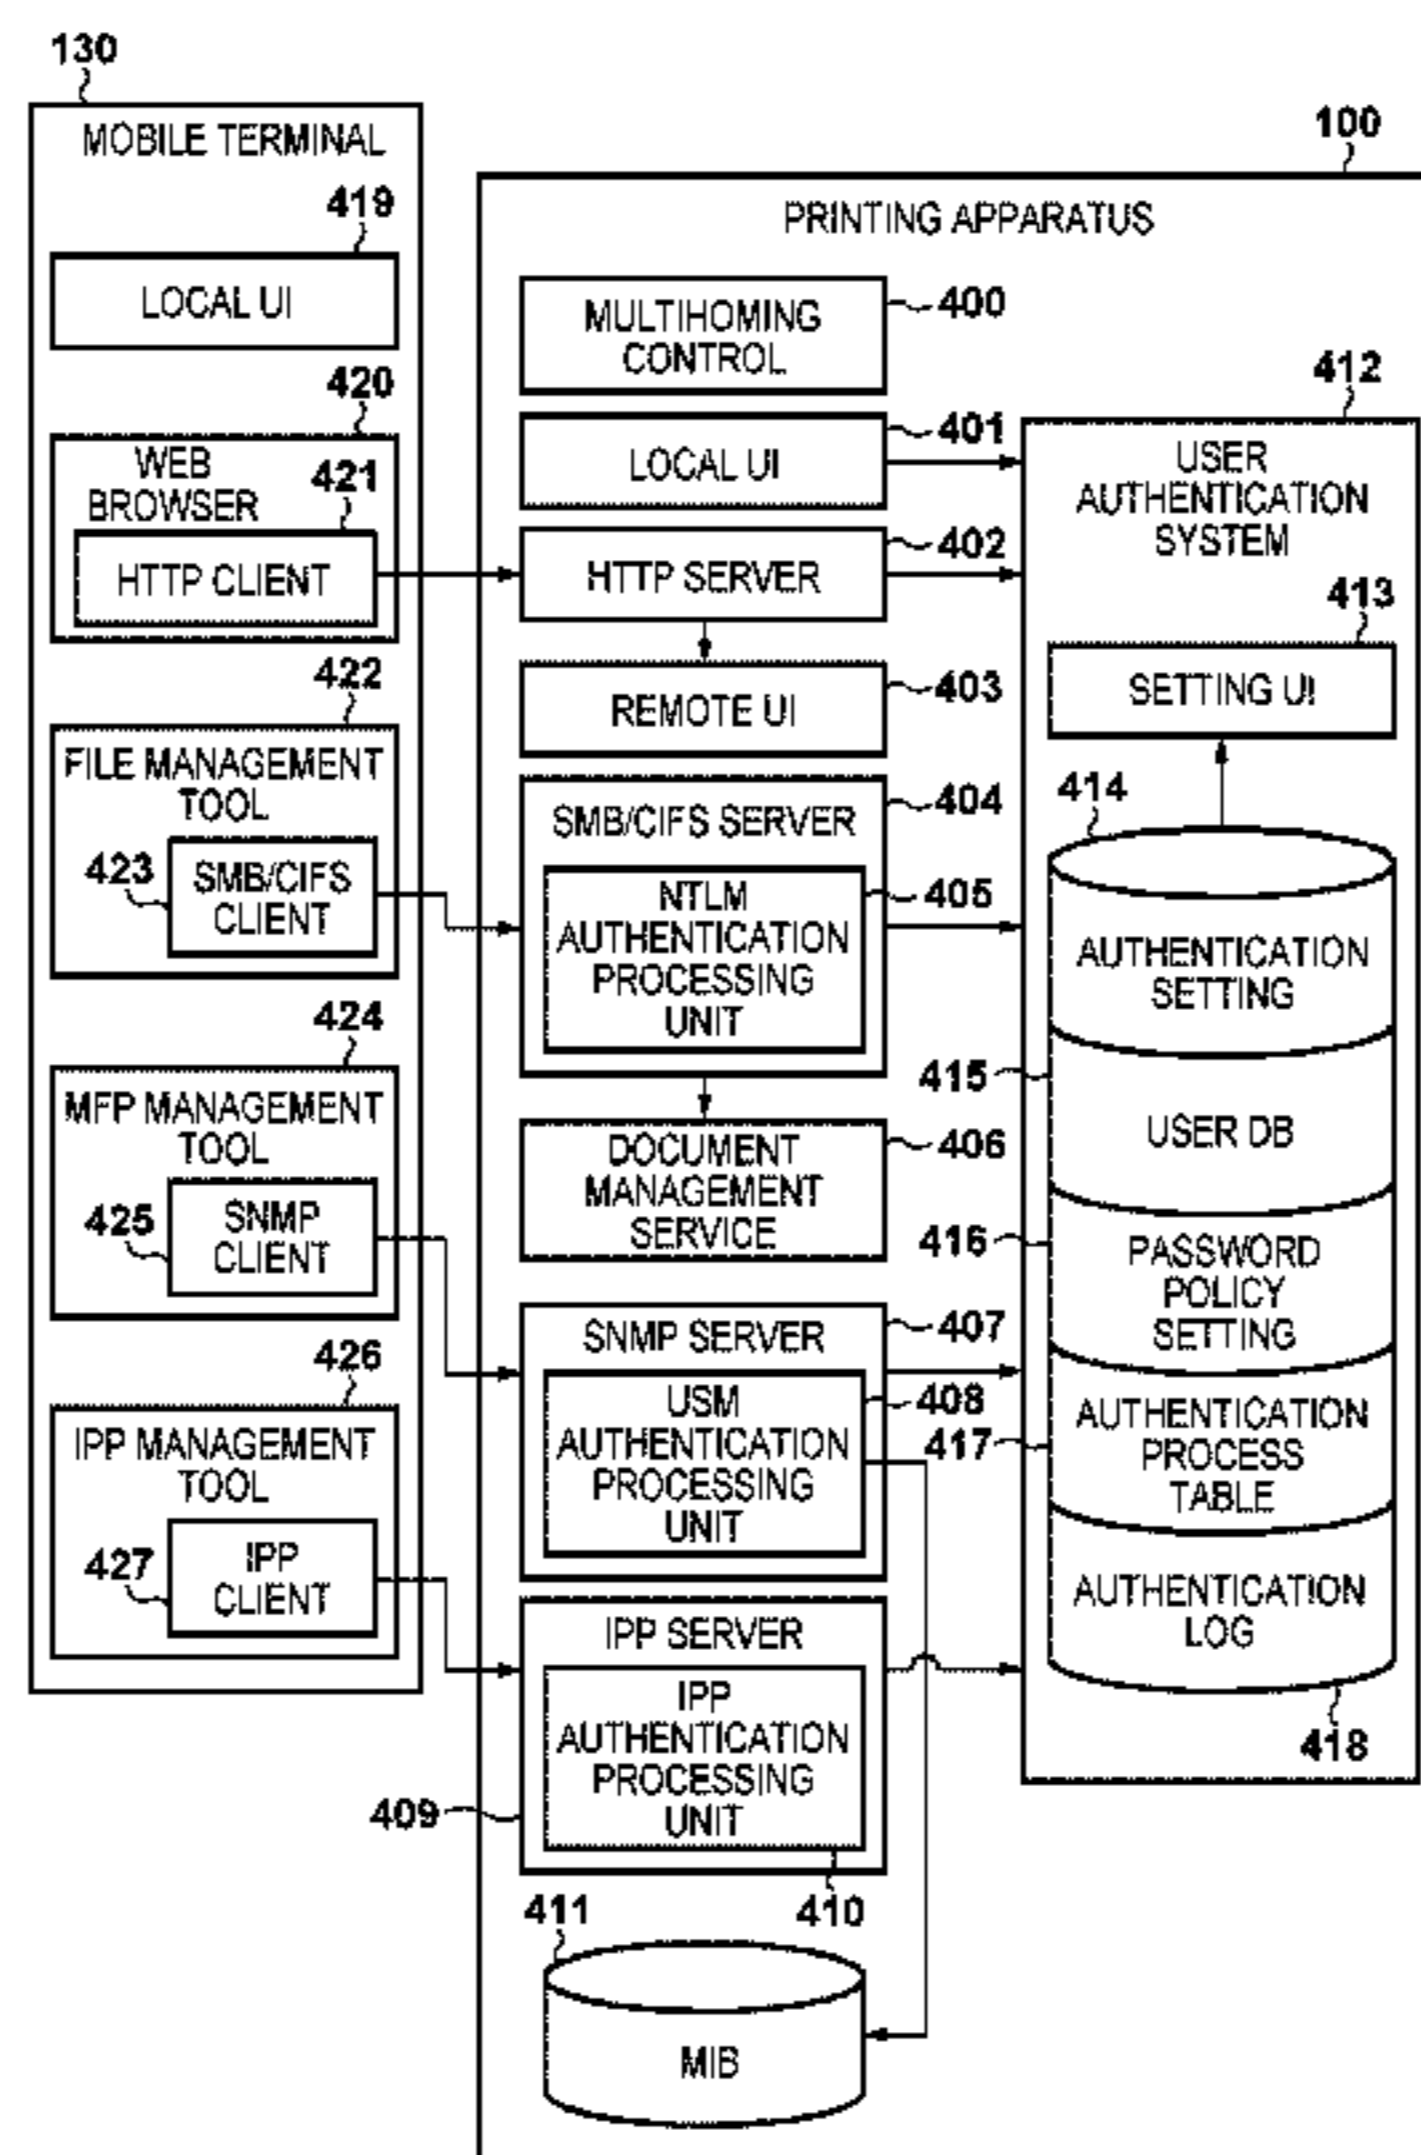 130
MOBILE TERMINAL
419
LOCAL UI
420
WEB
BROWSER
421
HTTP CLIENT
422
FILE MANAGEMENT
TOOL
423
SMB/CIFS
CLIENT
424
MFP MANAGEMENT
TOOL
425
SNMP
CLIENT
426
IPP MANAGEMENT
TOOL
427
IPP
CLIENT
100
PRINTING APPARATUS
MULTIHOMING
CONTROL
400
LOCAL UI
401
HTTP SERVER
402
REMOTE UI
403
SMB/CIFS SERVER
404
NTLM
AUTHENTICATION
PROCESSING
UNIT
405
DOCUMENT
MANAGEMENT
SERVICE
406
SNMP SERVER
407
USM
AUTHENTICATION
PROCESSING
UNIT
408
IPP SERVER
IPP
AUTHENTICATION
PROCESSING
UNIT
409
410
411
MIB
412
USER
AUTHENTICATION
SYSTEM
413
SETTING UI
414
AUTHENTICATION
SETTING
415
USER DB
416
PASSWORD
POLICY
SETTING
417
AUTHENTICATION
PROCESS
TABLE
AUTHENTICATION
LOG
418